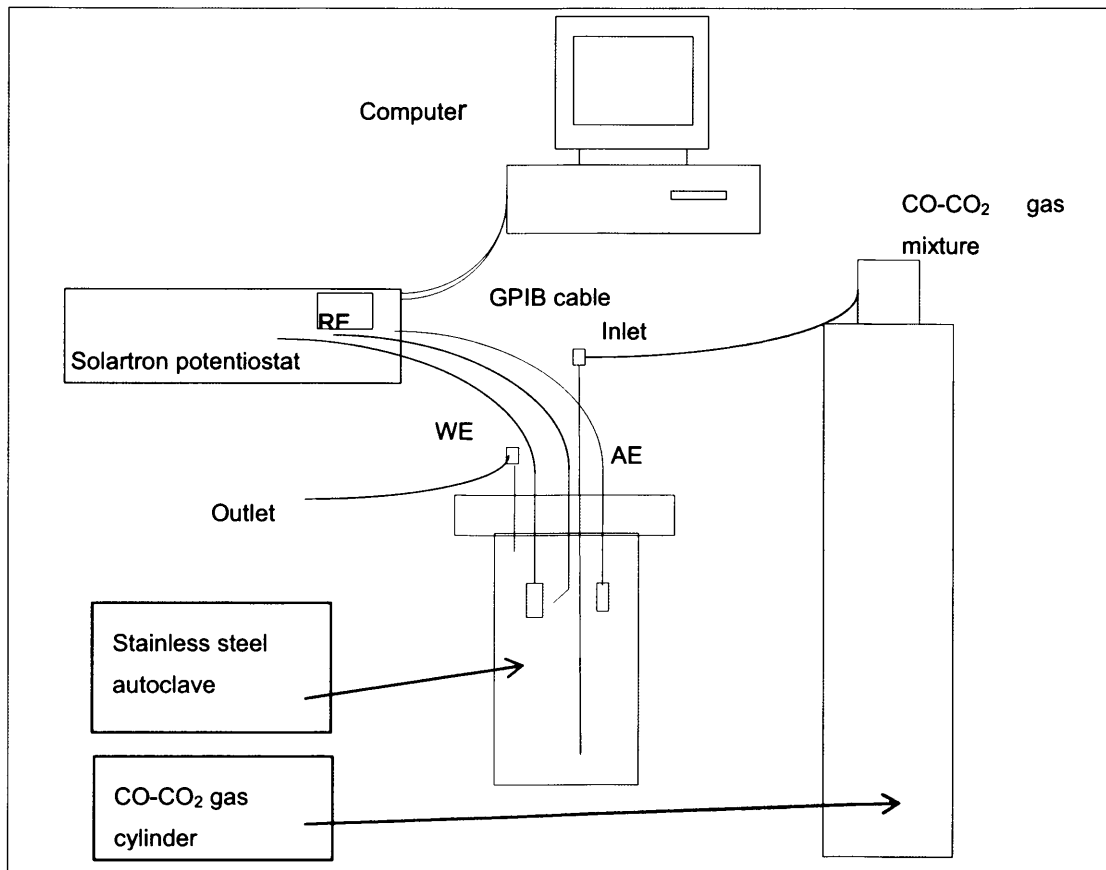 Computer
CO-CO₂ gas
mixture
GPIB cable
Inlet
RE
Solartron potentiostat
WE
AE
Outlet
Stainless steel
autoclave
CO-CO₂ gas
cylinder